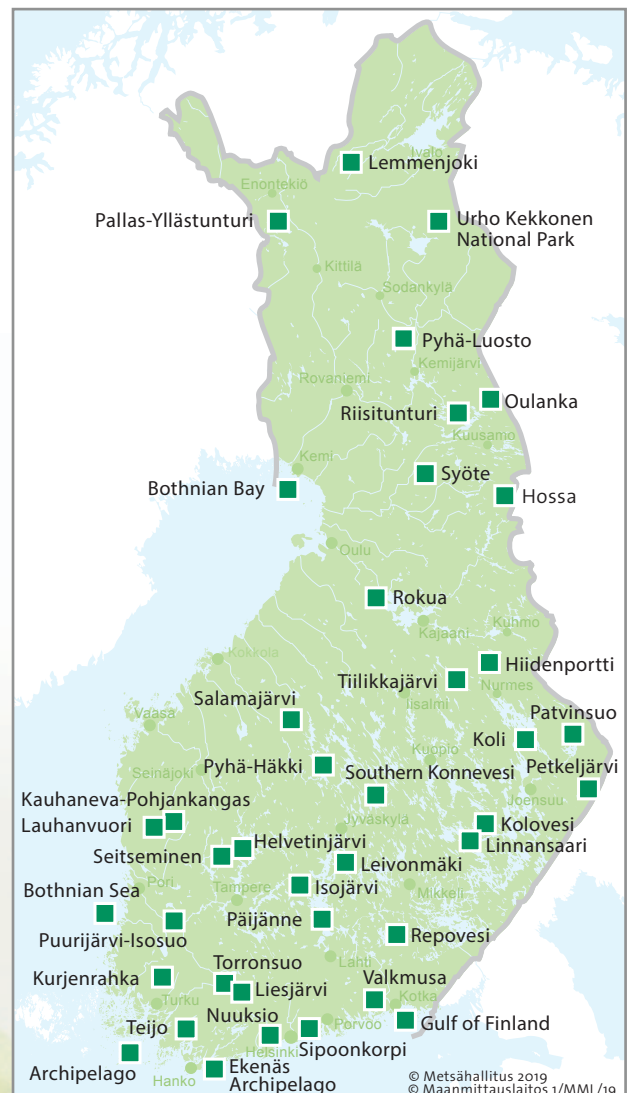 Ivalo
Lemmenjoki
Enontekiö
Pallas-Yllästunturi
Urho Kekkonen
National Park
Kittilä
Sodankylä
Pyhä-Luosto
Kemijärvi
Rovaniemi
Oulanka
Riisitunturi
Kuusamo
Kemi
Syöte
Bothnian Bay
Hossa
Oulu
Rokua
Kajaani
Kuhmo
Kokkola
Hiidenportti
Tiilikkajärvi
Nurmes
Iisalmi
Salamajärvi
Patvinsuo
Vaasa
Koli
Kuopio
Pyhä-Häkki
Petkeljärvi
Seinäjoki
Southern Konnevesi
Joensuu
Kauhaneva-Pohjankangas
Lauhanvuori
Kolovesi
Jyväskylä
Linnansaari
Helvetinjärvi
Seitseminen
Leivonmäki
Isojärvi
Mikkeli
Bothnian Sea
Pori
Tampere
Päijänne
Repovesi
Puurijärvi-Isosuo
Torronsuo
Lahti
Kurjenrahka
Valkmusa
Liesjärvi
Turku
Kotka
Nuuksio
Teijo
Porvoo
Gulf of Finland
Helsinki
Sipoonkorpi
Archipelago
Hanko
Ekenäs
Archipelago
© Metsähallitus 2019
© Maanmittauslaitos 1/MML/19